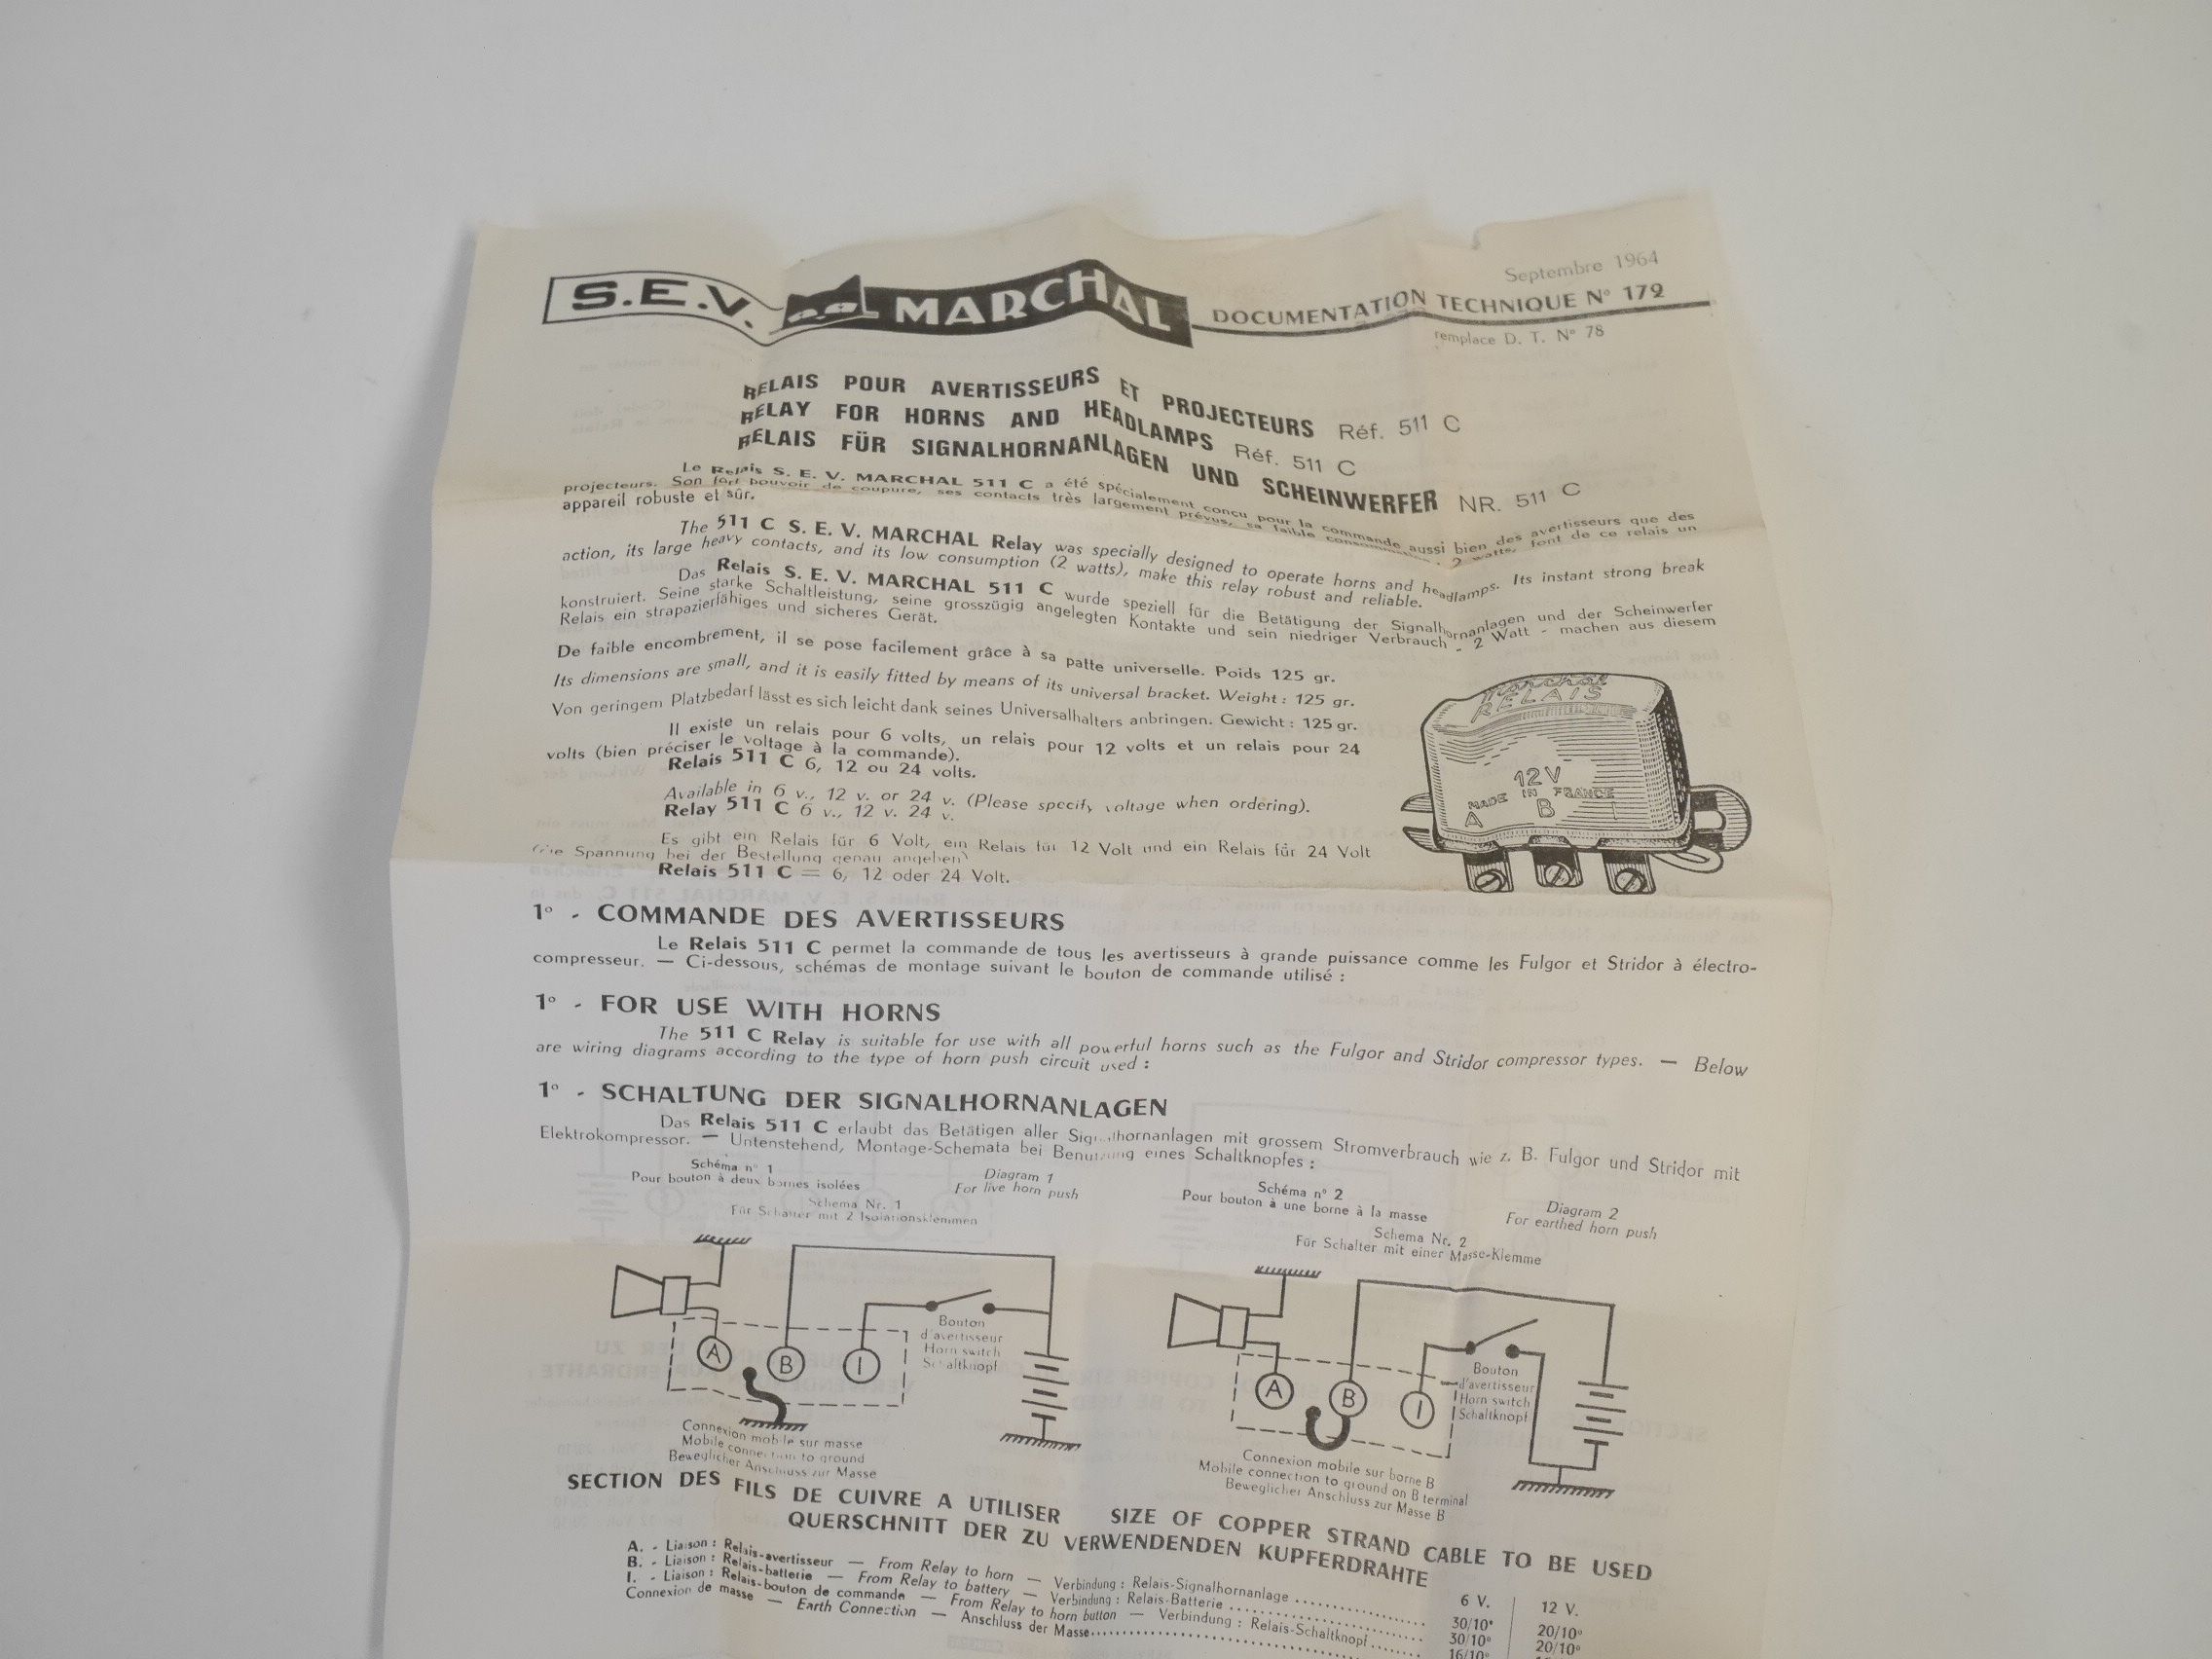 S.E.V. MARCHAL
Septembre 1964
DOCUMENTATION TECHNIQUE N° 172
remplace D. T. N° 78
RELAIS POUR AVERTISSEURS ET PROJECTEURS Réf. 511 C
RELAY FOR HORNS AND HEADLAMPS Réf. 511 C
RELAIS FÜR SIGNALHORNANLAGEN UND SCHEINWERFER NR. 511 C
Le Relais S. E. V. MARCHAL 511 C a été spécialement conçu pour la commande aussi bien des avertisseurs que des
projecteurs. Son fort pouvoir de coupure, ses contacts très largement prévus, sa faible - 2 watts, font de ce relais un
appareil robuste et sûr.
The 511 C S. E. V. MARCHAL Relay was specially designed to operate horns and headlamps. Its instant strong break
action, its large heavy contacts, and its low consumption (2 watts), make this relay robust and reliable.
Das Relais S. E. V. MARCHAL 511 C wurde speziell für die Betätigung der Signalhornanlagen und der Scheinwerfer
konstruiert. Seine starke Schaltleistung, seine grosszügig angelegten Kontakte und sein niedriger Verbrauch - 2 Watt - machen aus diesem
Relais ein strapazierfähiges und sicheres Gerät.
De faible encombrement, il se pose facilement grâce à sa patte universelle. Poids 125 gr.
Its dimensions are small, and it is easily fitted by means of its universal bracket. Weight : 125 gr.
Von geringem Platzbedarf lässt es sich leicht dank seines Universalhalters anbringen. Gewicht : 125 gr.
Il existe un relais pour 6 volts, un relais pour 12 volts et un relais pour 24
volts (bien préciser le voltage à la commande).
Relais 511 C 6, 12 ou 24 volts.
Available in 6 v., 12 v. or 24 v. (Please specify voltage when ordering).
Relay 511 C 6 v., 12 v. 24 v.
Es gibt ein Relais für 6 Volt, ein Relais für 12 Volt und ein Relais für 24 Volt
(die Spannung bei der Bestellung genau angeben)
Relais 511 C = 6, 12 oder 24 Volt.
Marchal
RELAIS
12V
MADE IN FRANCE
A B I
1° - COMMANDE DES AVERTISSEURS
Le Relais 511 C permet la commande de tous les avertisseurs à grande puissance comme les Fulgor et Stridor à électro-
compresseur. — Ci-dessous, schémas de montage suivant le bouton de commande utilisé :
1° - FOR USE WITH HORNS
The 511 C Relay is suitable for use with all powerful horns such as the Fulgor and Stridor compressor types. — Below
are wiring diagrams according to the type of horn push circuit used :
1° - SCHALTUNG DER SIGNALHORNANLAGEN
Das Relais 511 C erlaubt das Betätigen aller Signalhornanlagen mit grossem Stromverbrauch wie z. B. Fulgor und Stridor mit
Elektrokompressor. — Untenstehend, Montage-Schemata bei Benutzung eines Schaltknopfes :
Schéma n° 1
Pour bouton à deux bornes isolées
Diagram 1
For live horn push
Schema Nr. 1
Für Schalter mit 2 Isolationsklemmen
Schéma n° 2
Pour bouton à une borne à la masse
Diagram 2
For earthed horn push
Schema Nr. 2
Für Schalter mit einer Masse-Klemme
A B I
Bouton
d'avertisseur
Horn switch
Schaltknopf
Connexion mobile sur masse
Mobile connection to ground
Beweglicher Anschluss zur Masse
A B I
Bouton
d'avertisseur
Horn switch
Schaltknopf
Connexion mobile sur borne B
Mobile connection to ground on B terminal
Beweglicher Anschluss zur Masse B
SECTION DES FILS DE CUIVRE A UTILISER SIZE OF COPPER STRAND CABLE TO BE USED
QUERSCHNITT DER ZU VERWENDENDEN KUPFERDRAHTE
6 V. 12 V.
A. - Liaison : Relais-avertisseur — From Relay to horn — Verbindung : Relais-Signalhornanlage ........ 30/10° 20/10°
B. - Liaison : Relais-batterie — From Relay to battery — Verbindung : Relais-Batterie ........ 30/10° 20/10°
I. - Liaison : Relais-bouton de commande — From Relay to horn button — Verbindung : Relais-Schaltknopf ........ 16/10°
Connexion de masse — Earth Connection — Anschluss der Masse ........